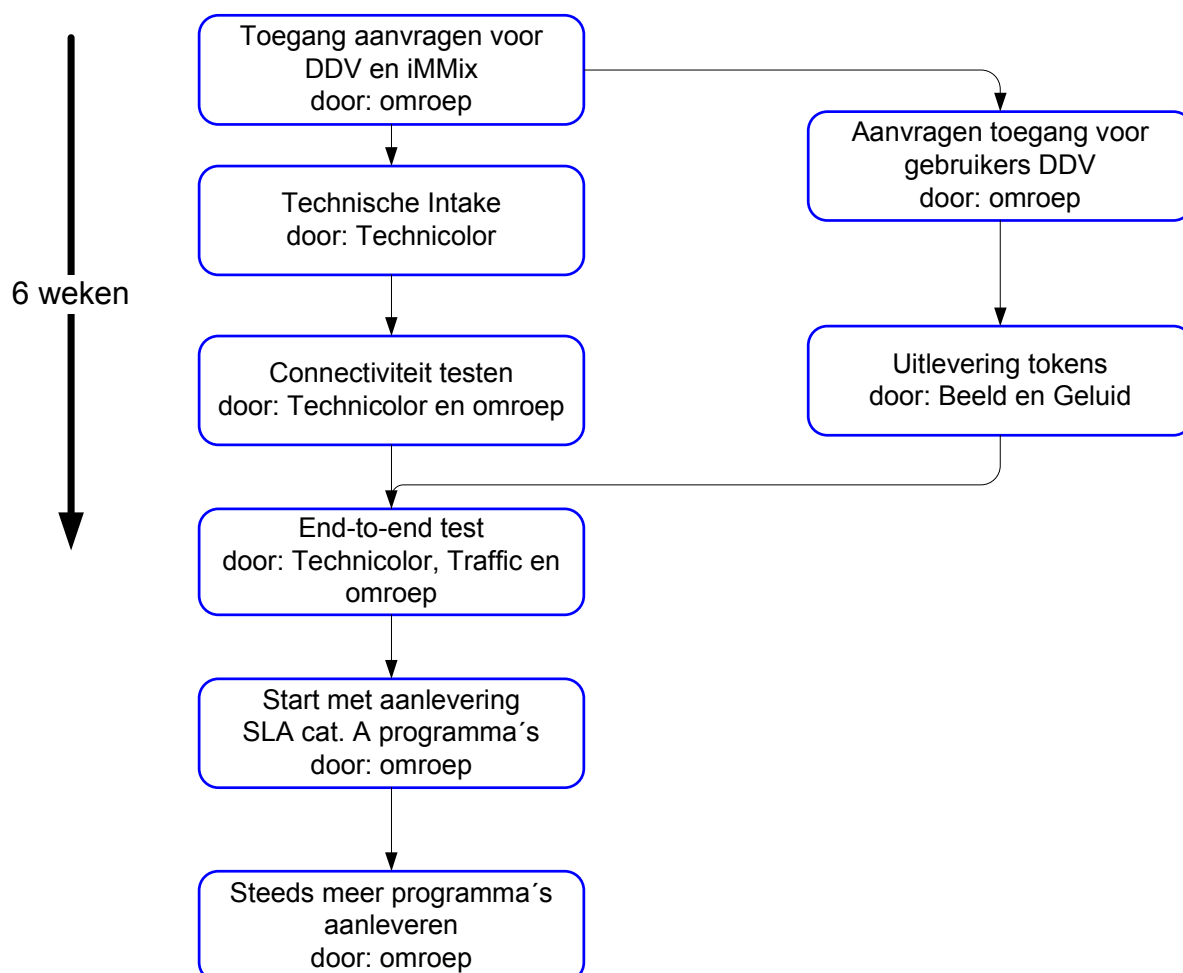 Toegang aanvragen voor
DDV en iMMix
door: omroep
Aanvragen toegang voor
gebruikers DDV
door: omroep
Technische Intake
door: Technicolor
6 weken
Connectiviteit testen
door: Technicolor en omroep
Uitlevering tokens
door: Beeld en Geluid
End-to-end test
door: Technicolor, Traffic en
omroep
Start met aanlevering
SLA cat. A programma´s
door: omroep
Steeds meer programma´s
aanleveren
door: omroep